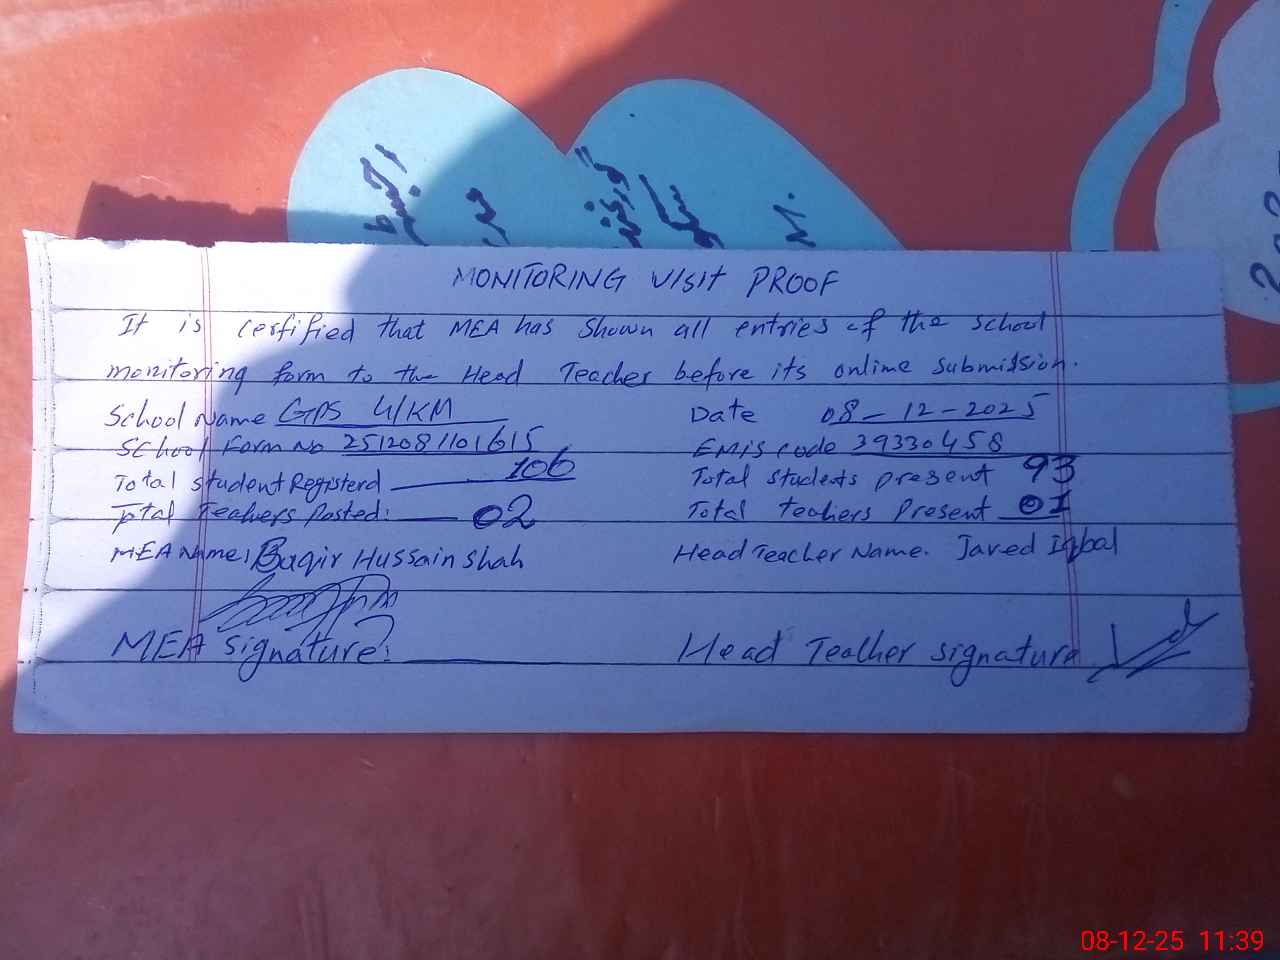 MONITORING VISIT PROOF
It is cerfified that MEA has shown all entries of the school
monitoring form to the Head Teacher before its online submission.
School Name GPS 4/KM Date 08-12-2025
School Form No 2512081101615 EMIS code 39330458
Total student Registerd 106 Total students present 93
Total Teachers Posted: 02 Total teachers Present 01
MEA Name: Baqir Hussain Shah Head Teacher Name. Javed Iqbal
MEA signature: Head Teacher signature
08-12-25 11:39